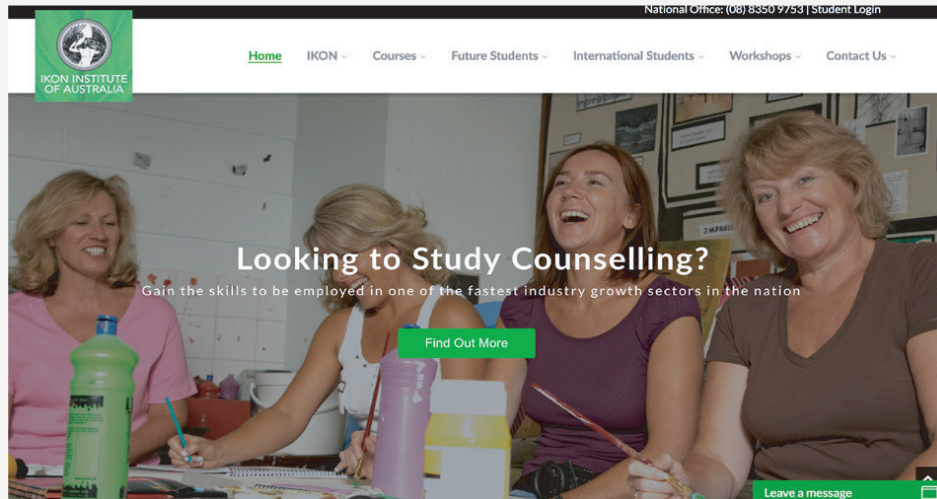 National Office: (08) 8350 9753 | Student Login
IKON INSTITUTE
OF AUSTRALIA
Home IKON Courses Future Students International Students Workshops Contact Us
Looking to Study Counselling?
Gain the skills to be employed in one of the fastest industry growth sectors in the nation
Find Out More
Leave a message